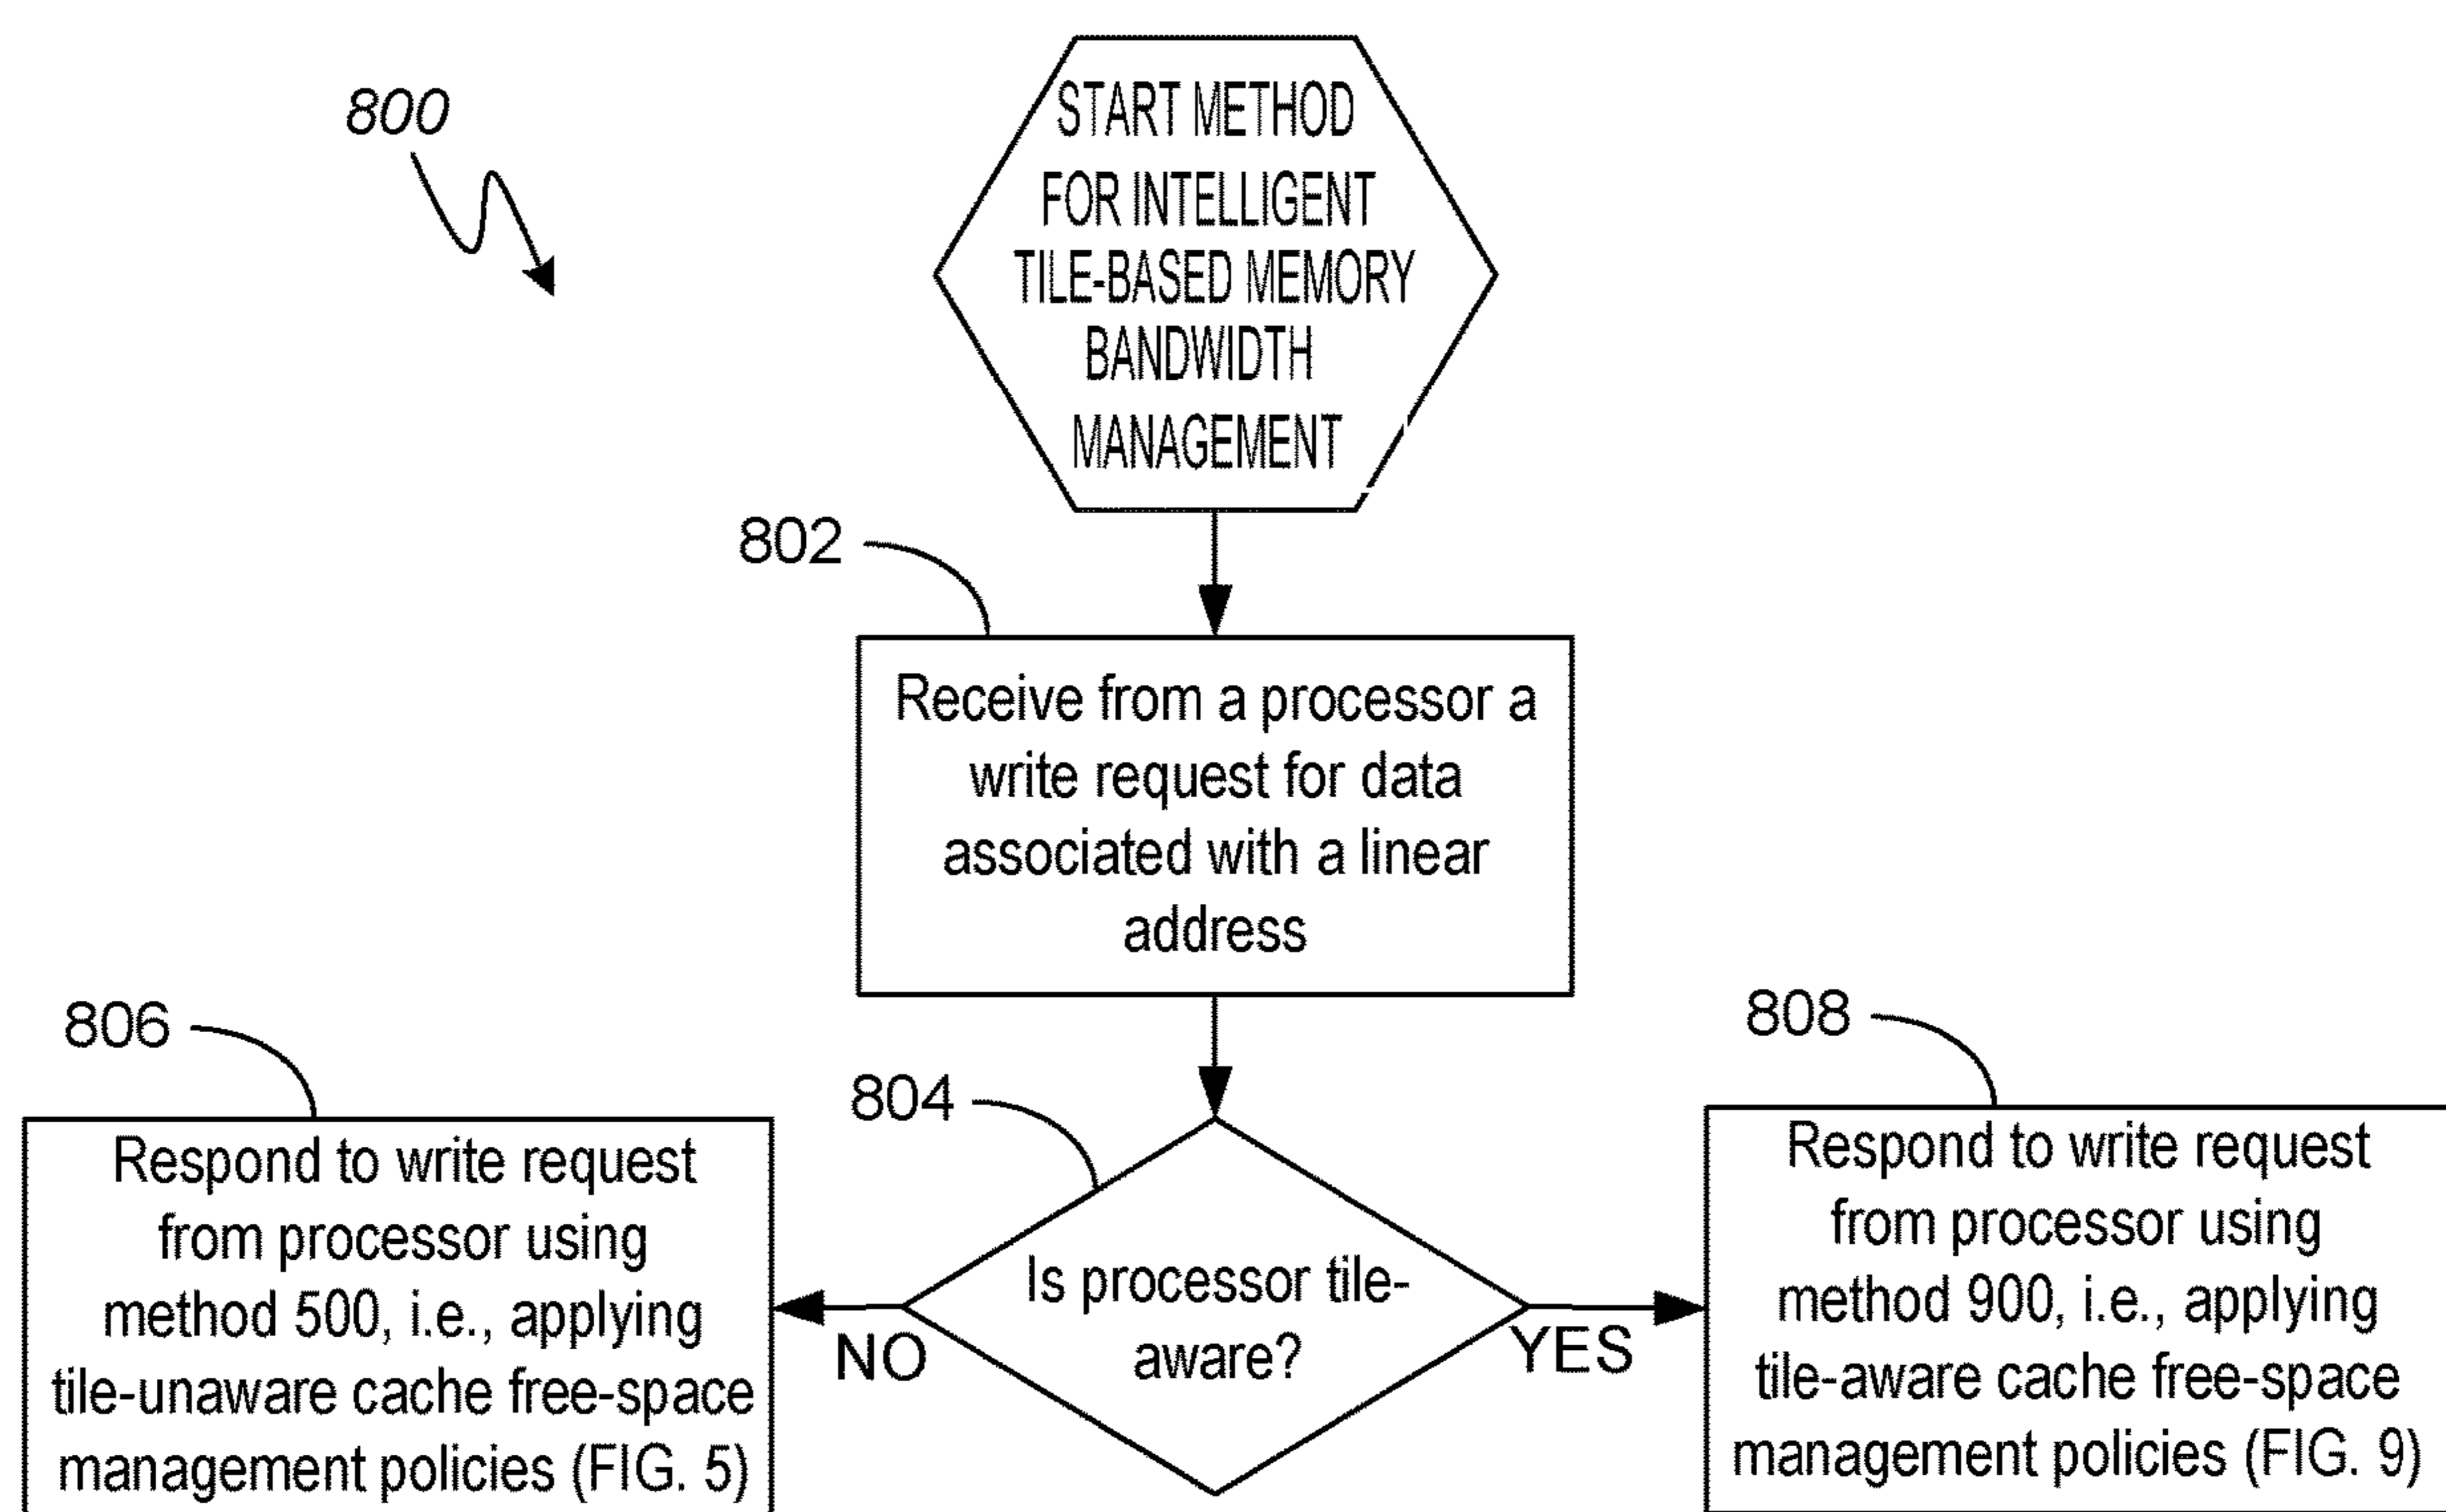 800
START METHOD
FOR INTELLIGENT
TILE-BASED MEMORY
BANDWIDTH
MANAGEMENT
802
Receive from a processor a
write request for data
associated with a linear
address
804
Is processor tile-
aware?
NO
YES
806
Respond to write request
from processor using
method 500, i.e., applying
tile-unaware cache free-space
management policies (FIG. 5)
808
Respond to write request
from processor using
method 900, i.e., applying
tile-aware cache free-space
management policies (FIG. 9)